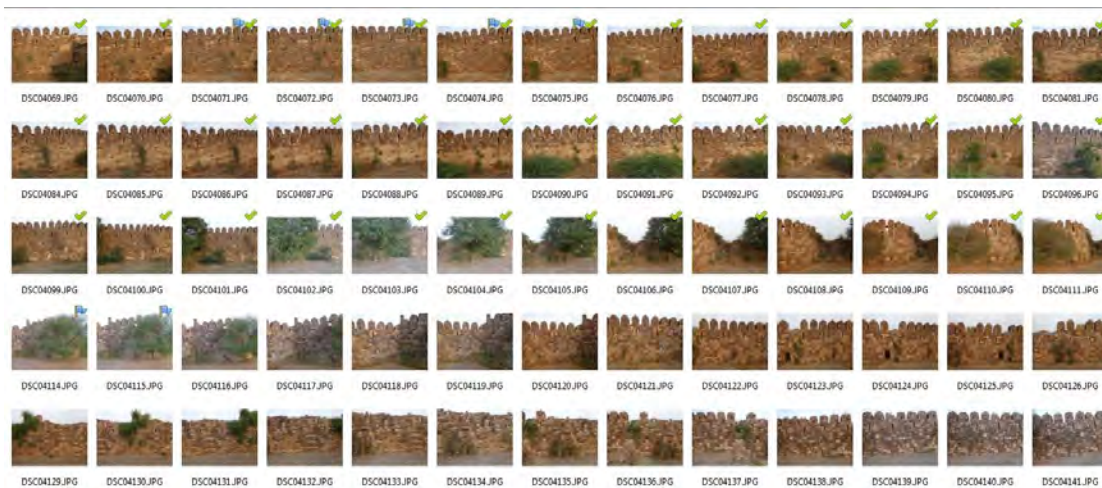 DSC04069.JPG DSC04070.JPG DSC04071.JPG DSC04072.JPG DSC04073.JPG DSC04074.JPG DSC04075.JPG DSC04076.JPG DSC04077.JPG DSC04078.JPG DSC04079.JPG DSC04080.JPG DSC04081.JPG
DSC04084.JPG DSC04085.JPG DSC04086.JPG DSC04087.JPG DSC04088.JPG DSC04089.JPG DSC04090.JPG DSC04091.JPG DSC04092.JPG DSC04093.JPG DSC04094.JPG DSC04095.JPG DSC04096.JPG
DSC04099.JPG DSC04100.JPG DSC04101.JPG DSC04102.JPG DSC04103.JPG DSC04104.JPG DSC04105.JPG DSC04106.JPG DSC04107.JPG DSC04108.JPG DSC04109.JPG DSC04110.JPG DSC04111.JPG
DSC04114.JPG DSC04115.JPG DSC04116.JPG DSC04117.JPG DSC04118.JPG DSC04119.JPG DSC04120.JPG DSC04121.JPG DSC04122.JPG DSC04123.JPG DSC04124.JPG DSC04125.JPG DSC04126.JPG
DSC04129.JPG DSC04130.JPG DSC04131.JPG DSC04132.JPG DSC04133.JPG DSC04134.JPG DSC04135.JPG DSC04136.JPG DSC04137.JPG DSC04138.JPG DSC04139.JPG DSC04140.JPG DSC04141.JPG